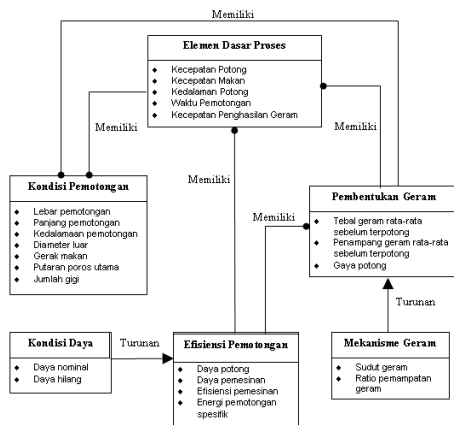 Memiliki
Elemen Dasar Proses
Kecepatan Potong
Kecepatan Makan
Kedalaman Potong
Waktu Pemotongan
Kecepatan Penghasilan Geram
Memiliki
Memiliki
Kondisi Pemotongan
Lebar pemotongan
Panjang pemotongan
Kedalamaan pemotongan
Diameter luar
Gerak makan
Putaran poros utama
Jumlah gigi
Memiliki
Memiliki
Pembentukan Geram
Tebal geram rata-rata
sebelum terpotong
Penampang geram rata-rata
sebelum terpotong
Gaya potong
Turunan
Kondisi Daya
Daya nominal
Daya hilang
Turunan
Efisiensi Pemotongan
Daya potong
Daya pemesinan
Efisiensi pemesinan
Energi pemotongan
spesifik
Mekanisme Geram
Sudut geram
Ratio pemampatan
geram